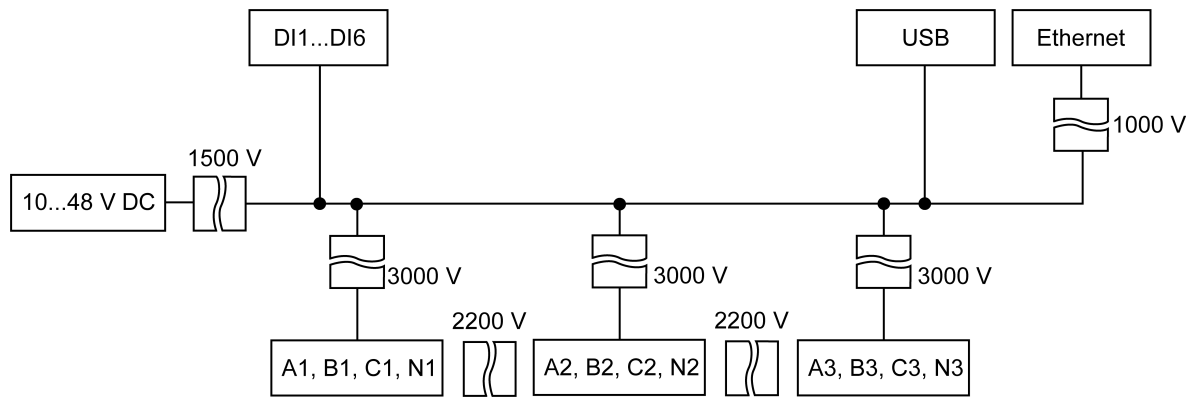 DI1...DI6
USB
Ethernet
1000 V
1500 V
10...48 V DC
3000 V
3000 V
3000 V
2200 V
2200 V
A1, B1, C1, N1
A2, B2, C2, N2
A3, B3, C3, N3